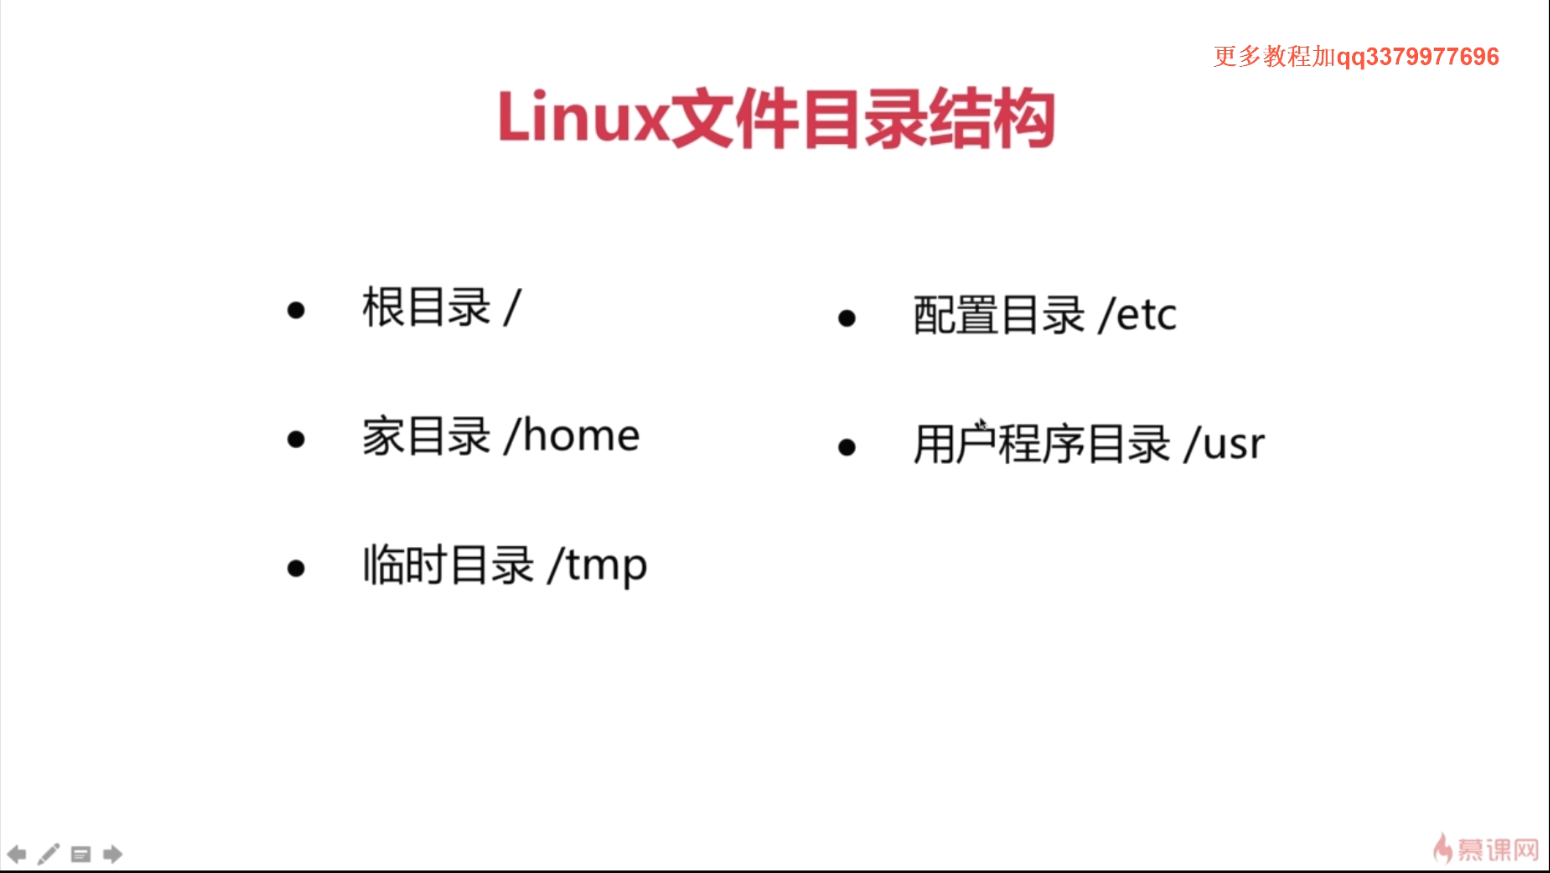 更多教程加qq3379977696
Linux文件目录结构
根目录 /
家目录 /home
临时目录 /tmp
配置目录 /etc
用户程序目录 /usr
慕课网